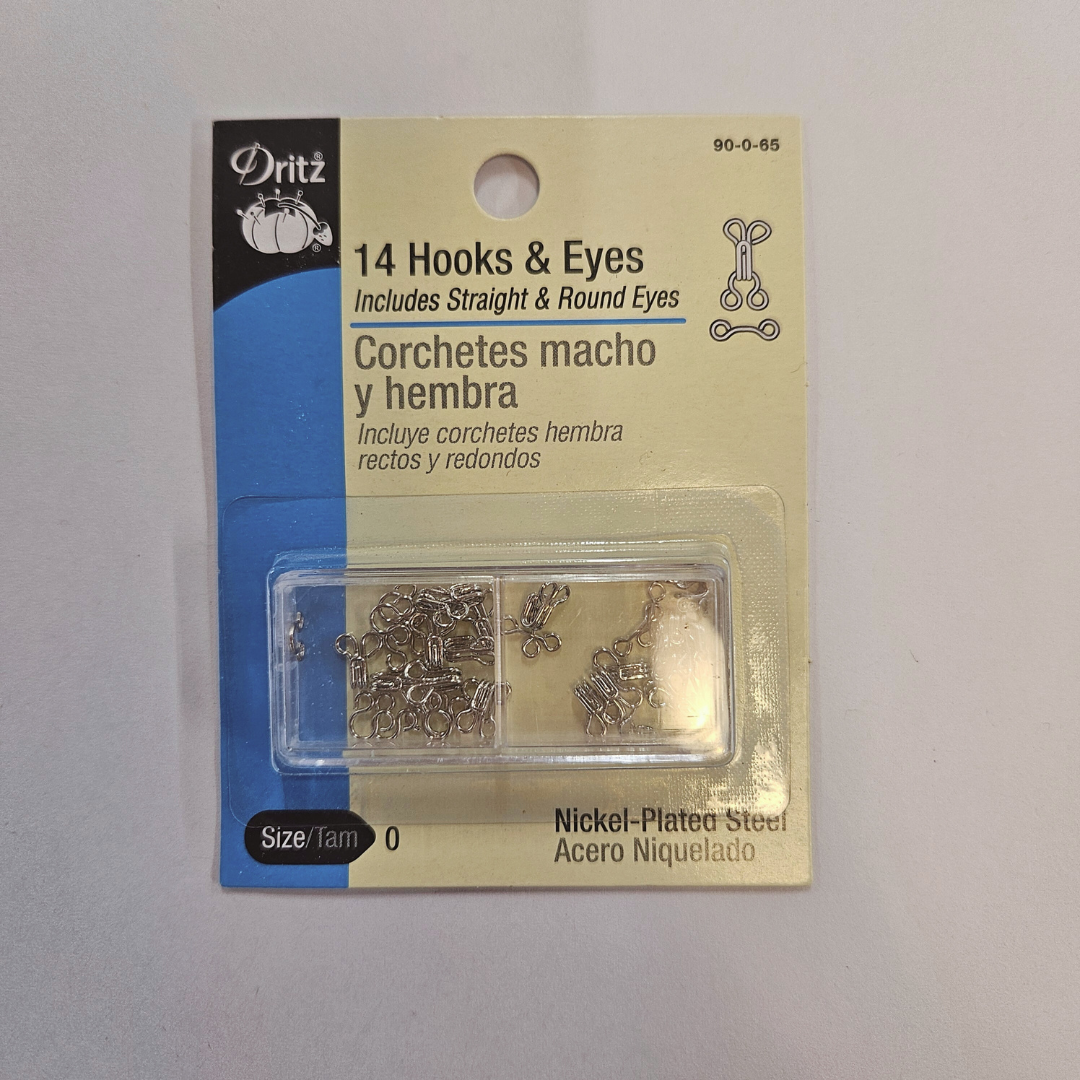 Dritz®
®
90-0-65
14 Hooks & Eyes
Includes Straight & Round Eyes
Corchetes macho
y hembra
Incluye corchetes hembra
rectos y redondos
Size/Tam 0
Nickel-Plated Steel
Acero Niquelado